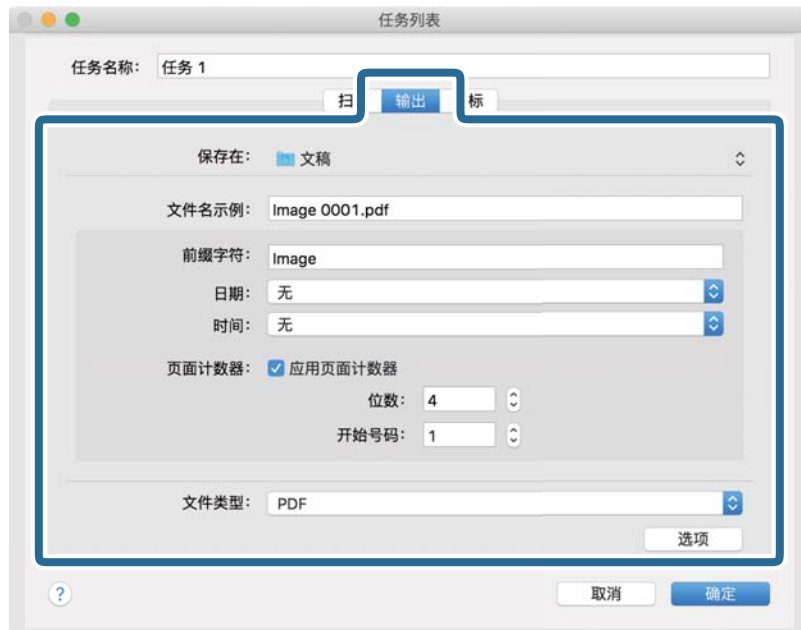 任务列表
任务名称： 任务 1
扫 输出 标
保存在： 文稿
文件名示例： Image 0001.pdf
前缀字符： Image
日期： 无
时间： 无
页面计数器： 应用页面计数器
位数： 4
开始号码： 1
文件类型： PDF
选项
? 取消 确定